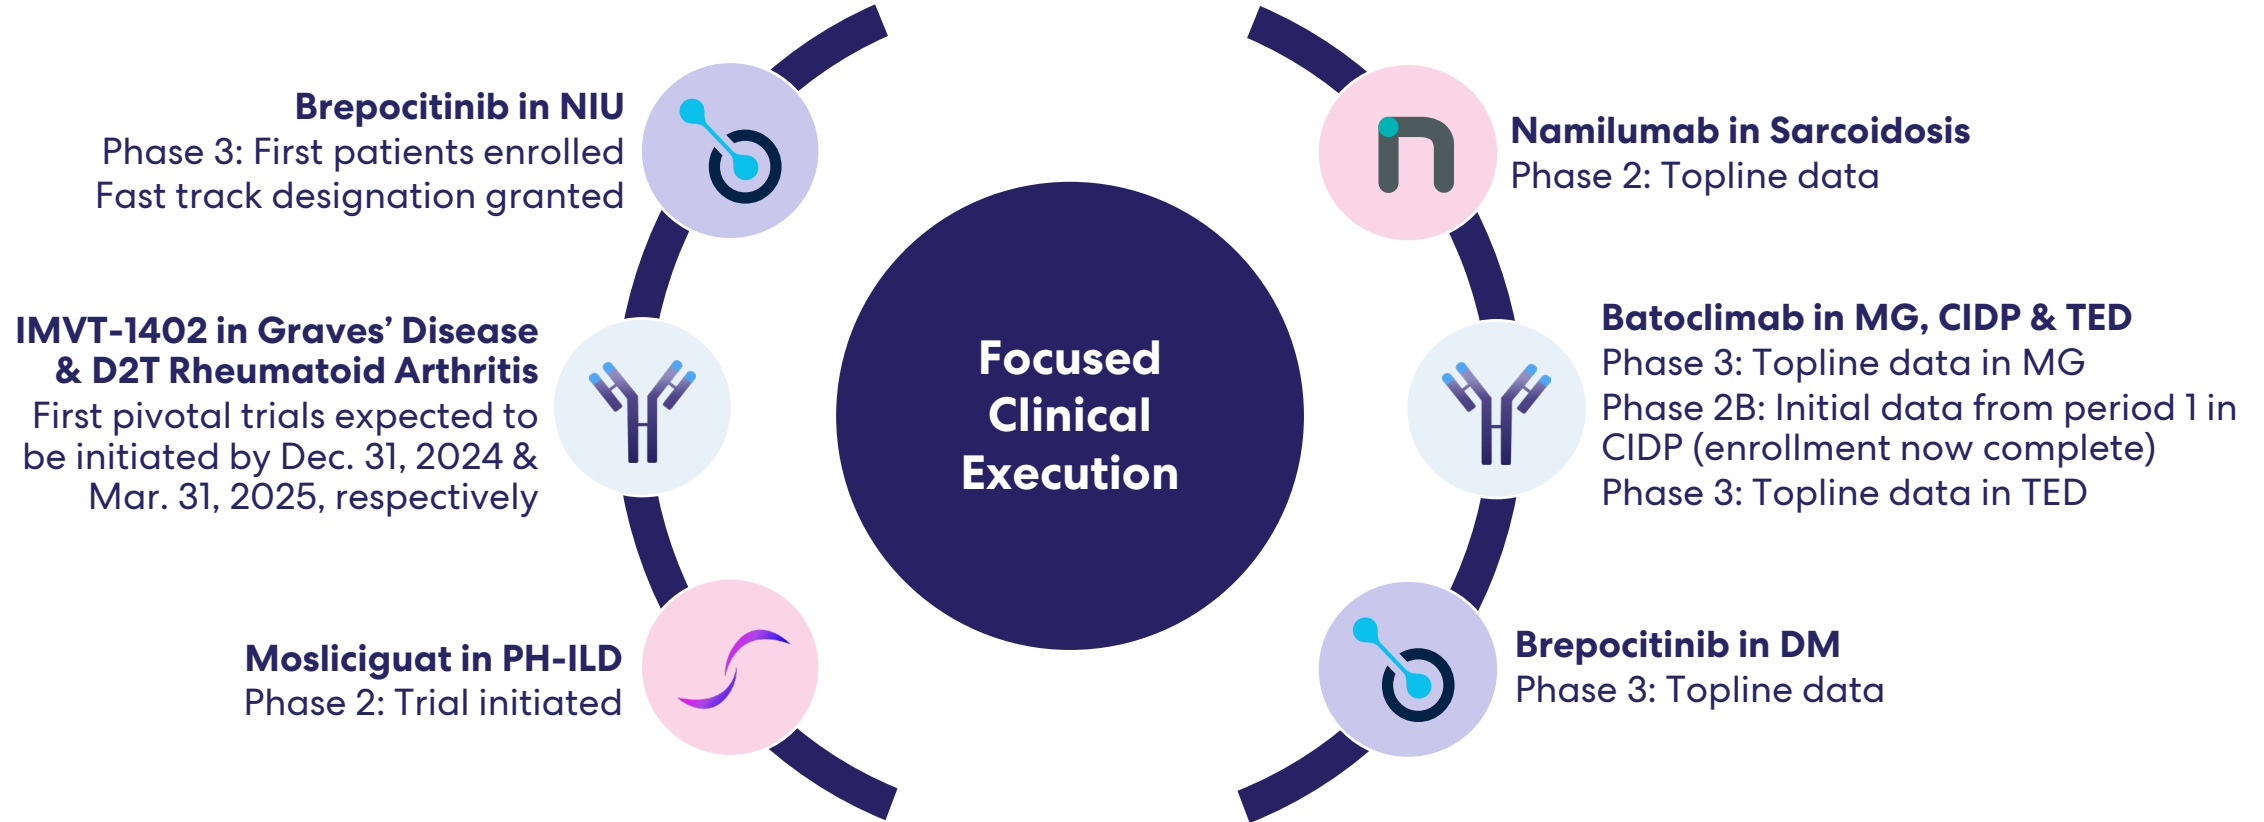 Brepocitinib in NIU
Phase 3: First patients enrolled
Fast track designation granted
IMVT-1402 in Graves’ Disease
& D2T Rheumatoid Arthritis
First pivotal trials expected to
be initiated by Dec. 31, 2024 &
Mar. 31, 2025, respectively
Mosliciguat in PH-ILD
Phase 2: Trial initiated
Focused
Clinical
Execution
Namilumab in Sarcoidosis
Phase 2: Topline data
Batoclimab in MG, CIDP & TED
Phase 3: Topline data in MG
Phase 2B: Initial data from period 1 in
CIDP (enrollment now complete)
Phase 3: Topline data in TED
Brepocitinib in DM
Phase 3: Topline data